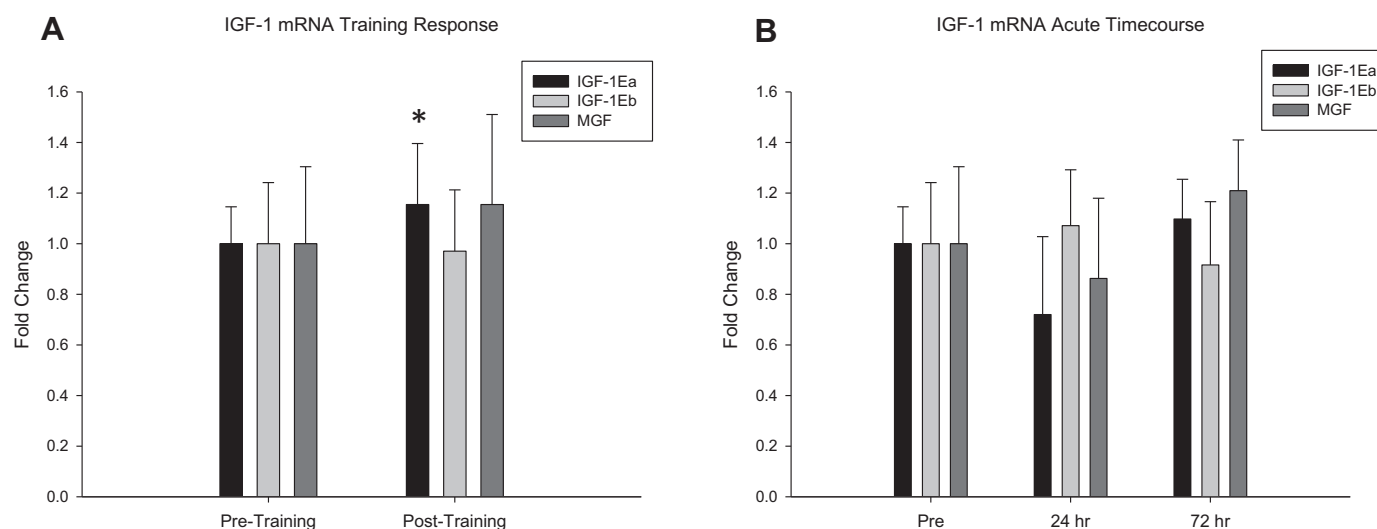 A
IGF-1 mRNA Training Response
IGF-1Ea
IGF-1Eb
MGF
1.6
1.4
1.2
1.0
0.8
0.6
0.4
0.2
0.0
Fold Change
*
Pre-Training
Post-Training
B
IGF-1 mRNA Acute Timecourse
IGF-1Ea
IGF-1Eb
MGF
1.6
1.4
1.2
1.0
0.8
0.6
0.4
0.2
0.0
Fold Change
Pre
24 hr
72 hr